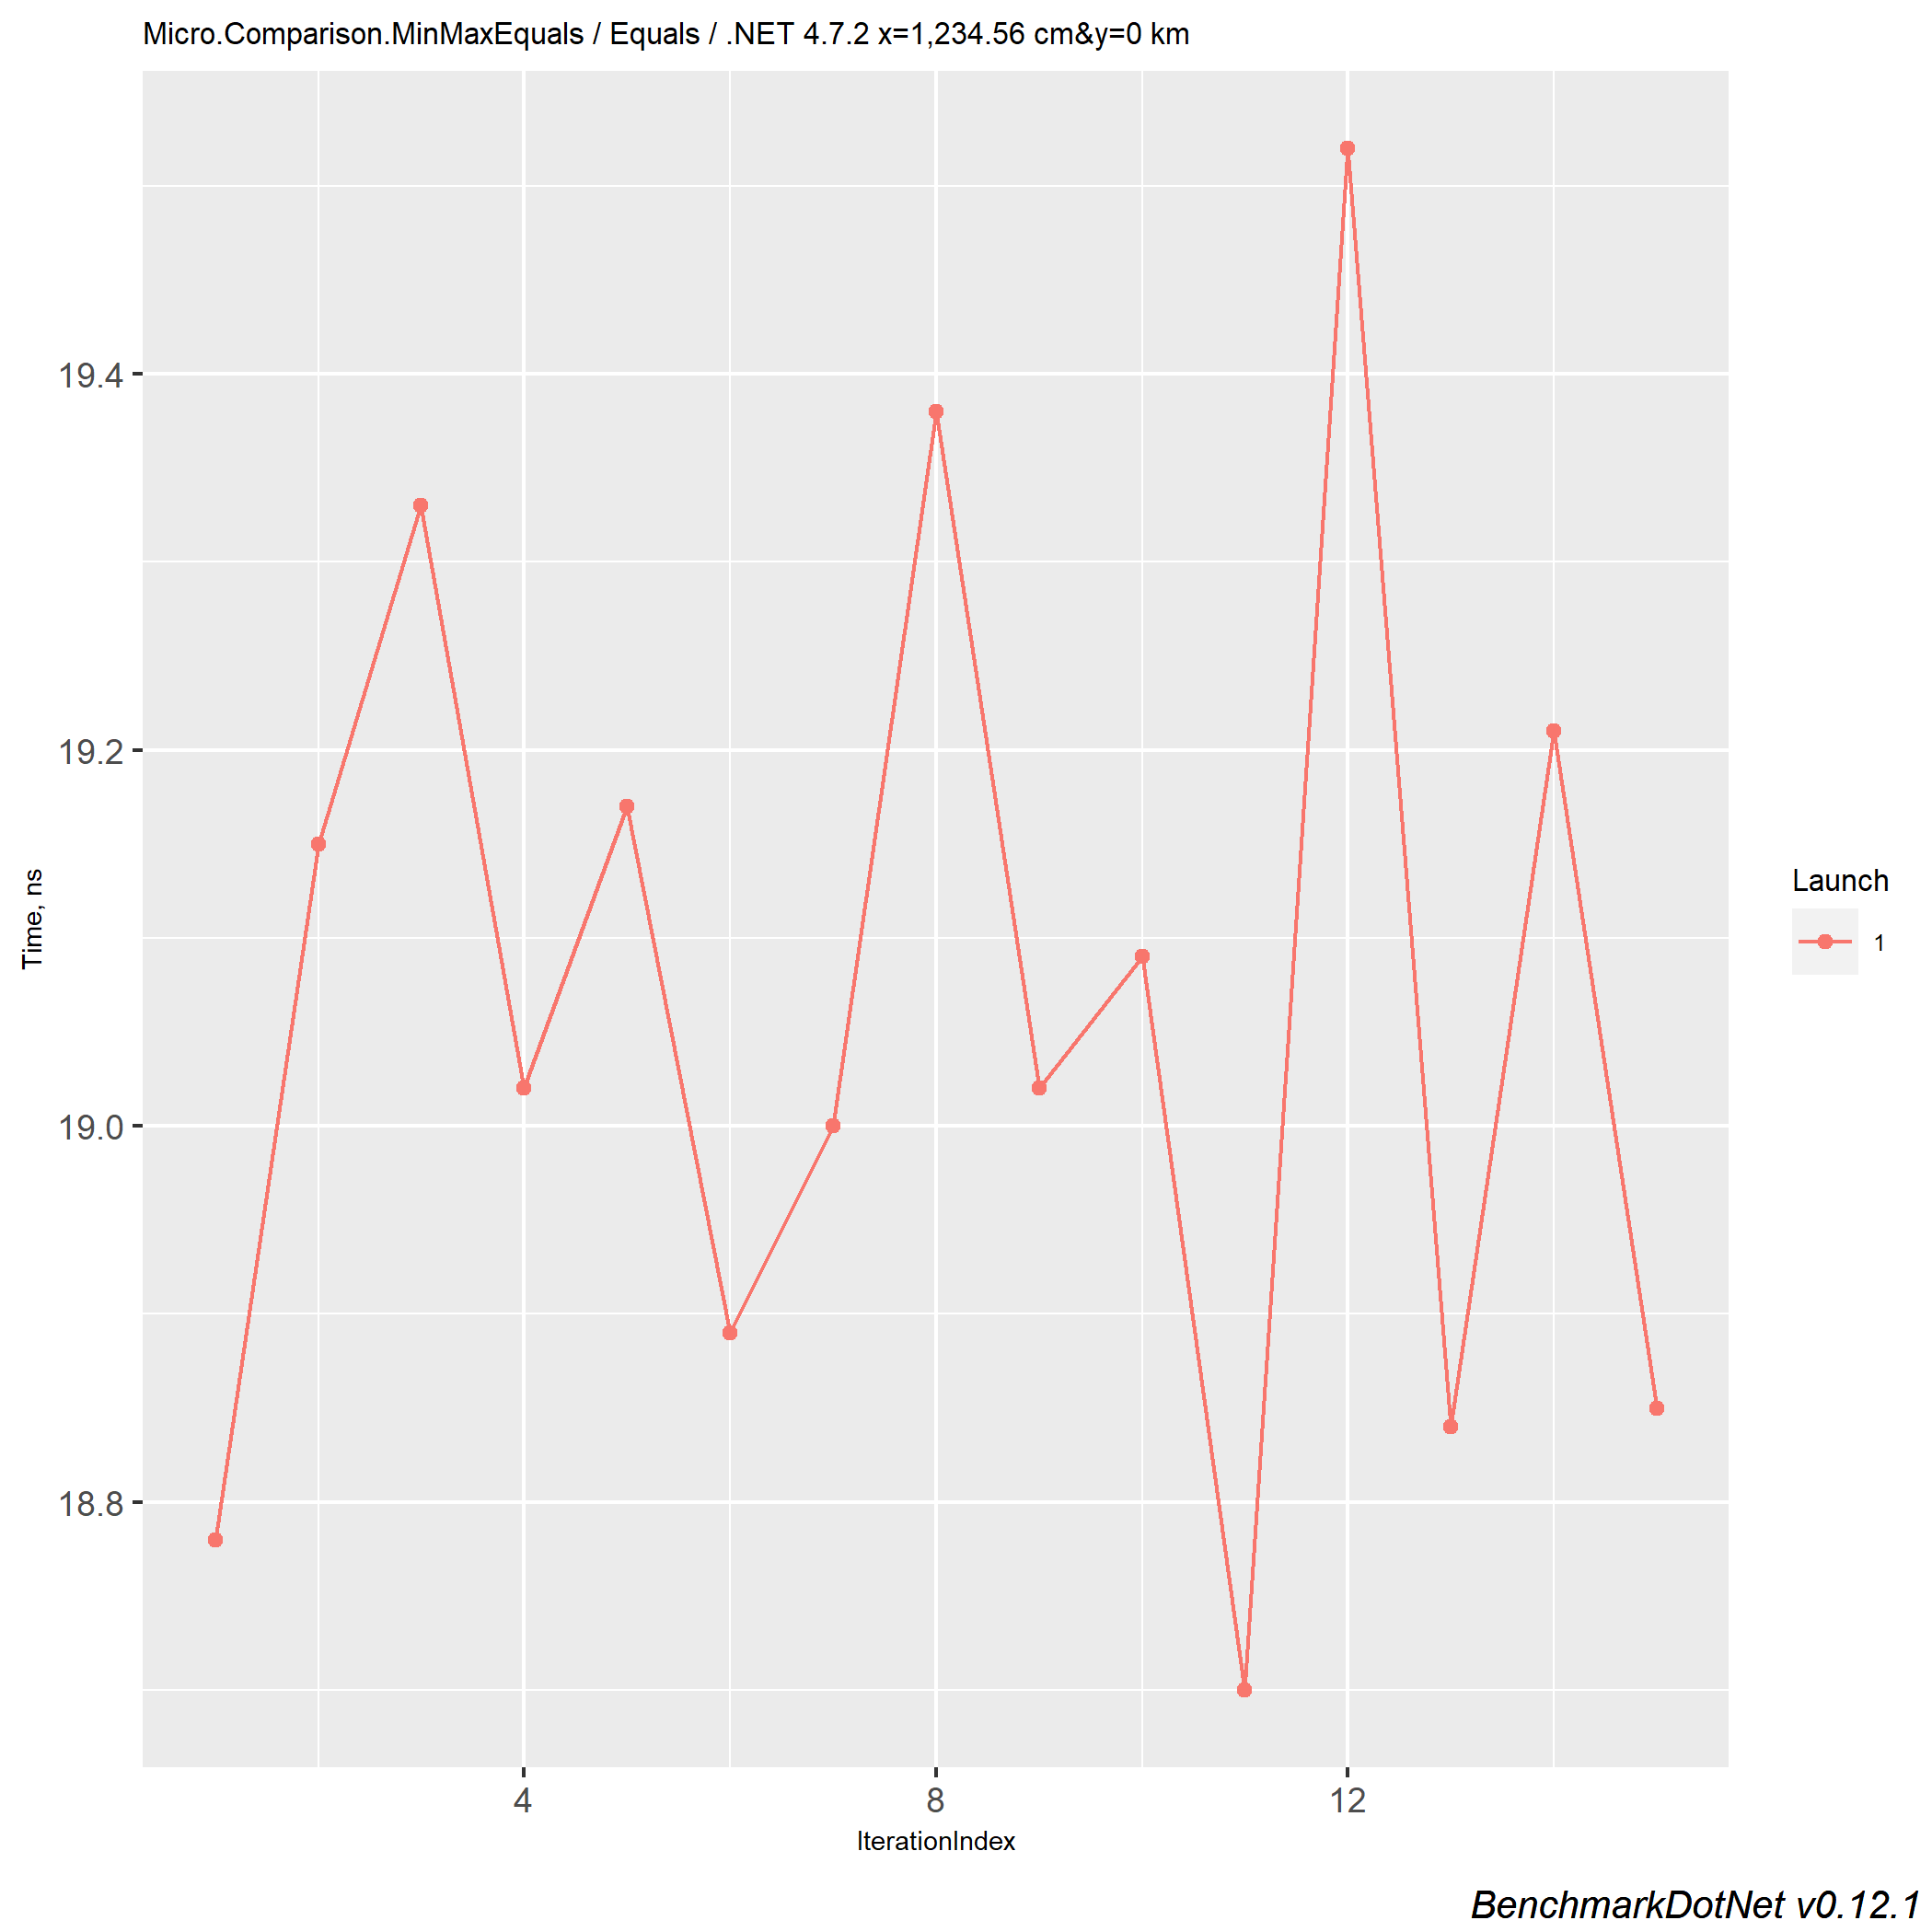 Micro.Comparison.MinMaxEquals / Equals / .NET 4.7.2 x=1,234.56 cm&y=0 km
19.4
19.2
19.0
18.8
Time, ns
4
8
12
IterationIndex
Launch
1
BenchmarkDotNet v0.12.1